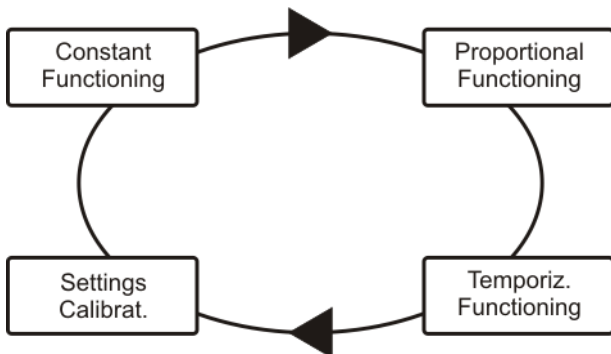 Constant
Functioning
Proportional
Functioning
Settings
Calibrat.
Temporiz.
Functioning